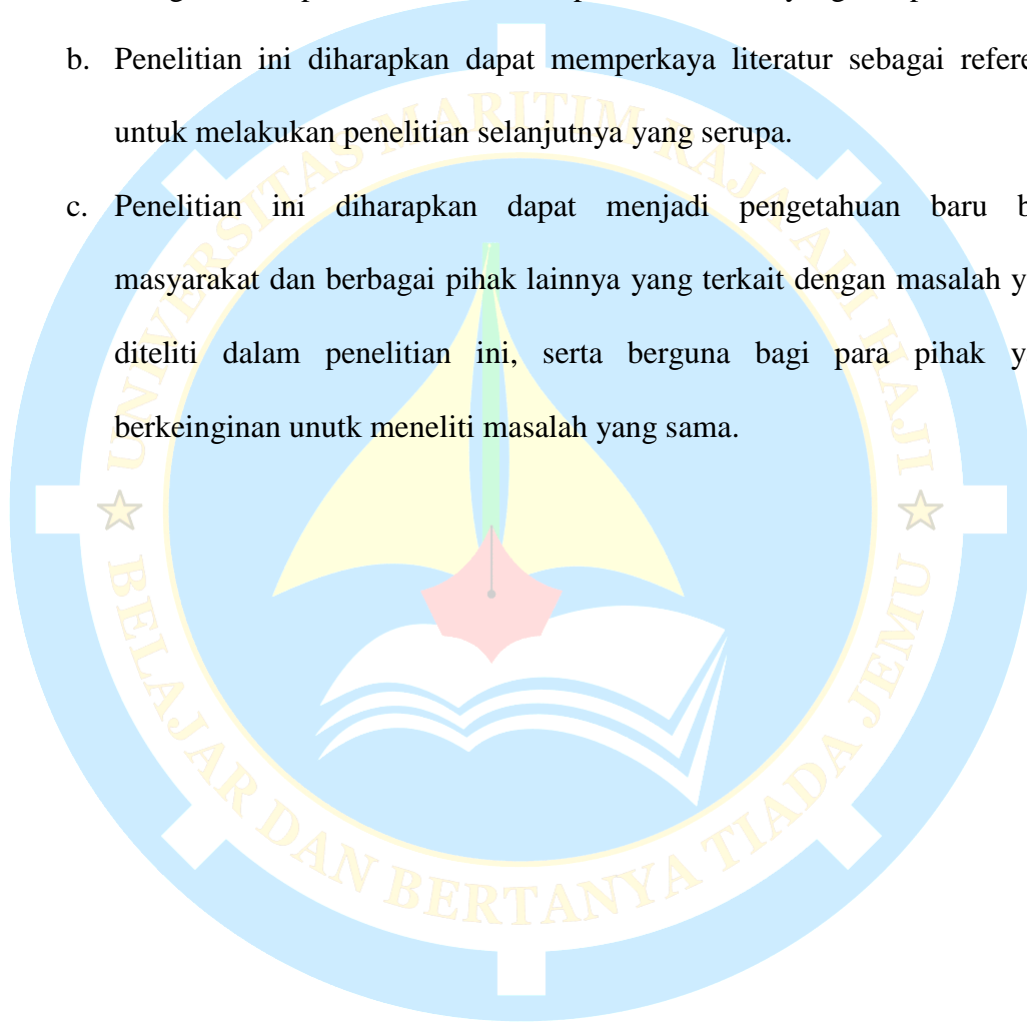 b. Penelitian ini diharapkan dapat memperkaya literatur sebagai refere
untuk melakukan penelitian selanjutnya yang serupa.
c. Penelitian ini diharapkan dapat menjadi pengetahuan baru b
masyarakat dan berbagai pihak lainnya yang terkait dengan masalah y
diteliti dalam penelitian ini, serta berguna bagi para pihak y
berkeinginan unutk meneliti masalah yang sama.
UNIVERSITAS MARITIM RAJA ALI HAJI
BELAJAR DAN BERTANYA TIADA JEMU